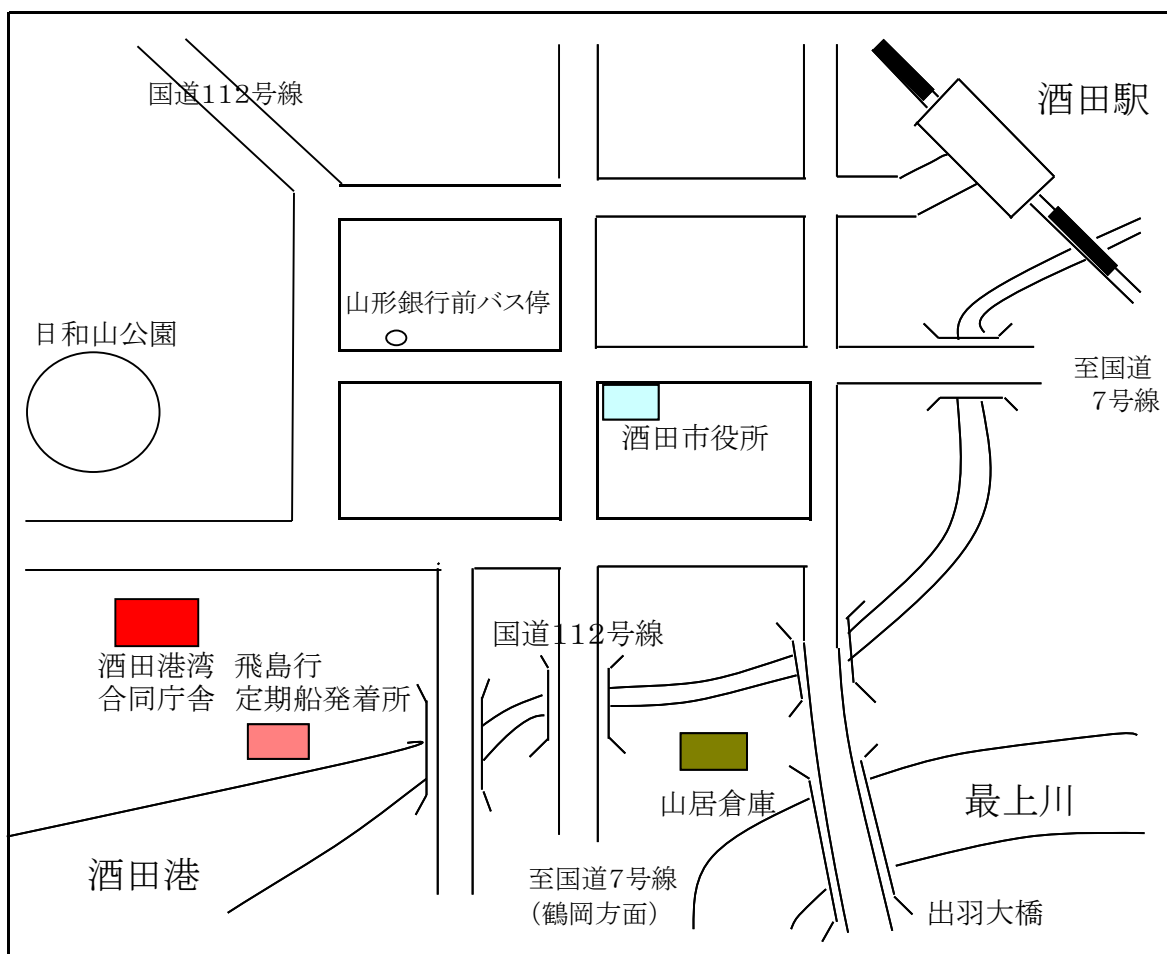 国道112号線
酒田駅
山形銀行前バス停
日和山公園
至国道
7号線
酒田市役所
国道112号線
酒田港湾
合同庁舎
飛島行
定期船発着所
山居倉庫
最上川
酒田港
至国道7号線
(鶴岡方面)
出羽大橋